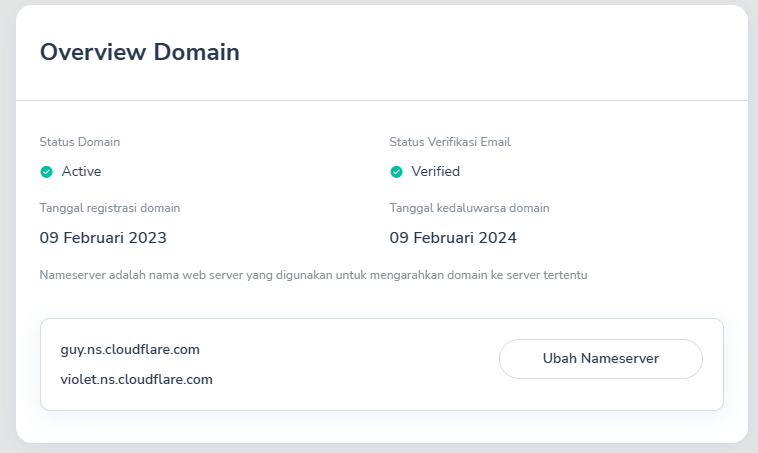 Overview Domain
Status Domain
Status Verifikasi Email
Active
Verified
Tanggal registrasi domain
Tanggal kedaluwarsa domain
09 Februari 2023
09 Februari 2024
Nameserver adalah nama web server yang digunakan untuk mengarahkan domain ke server tertentu
guy.ns.cloudflare.com
Ubah Nameserver
violet.ns.cloudflare.com